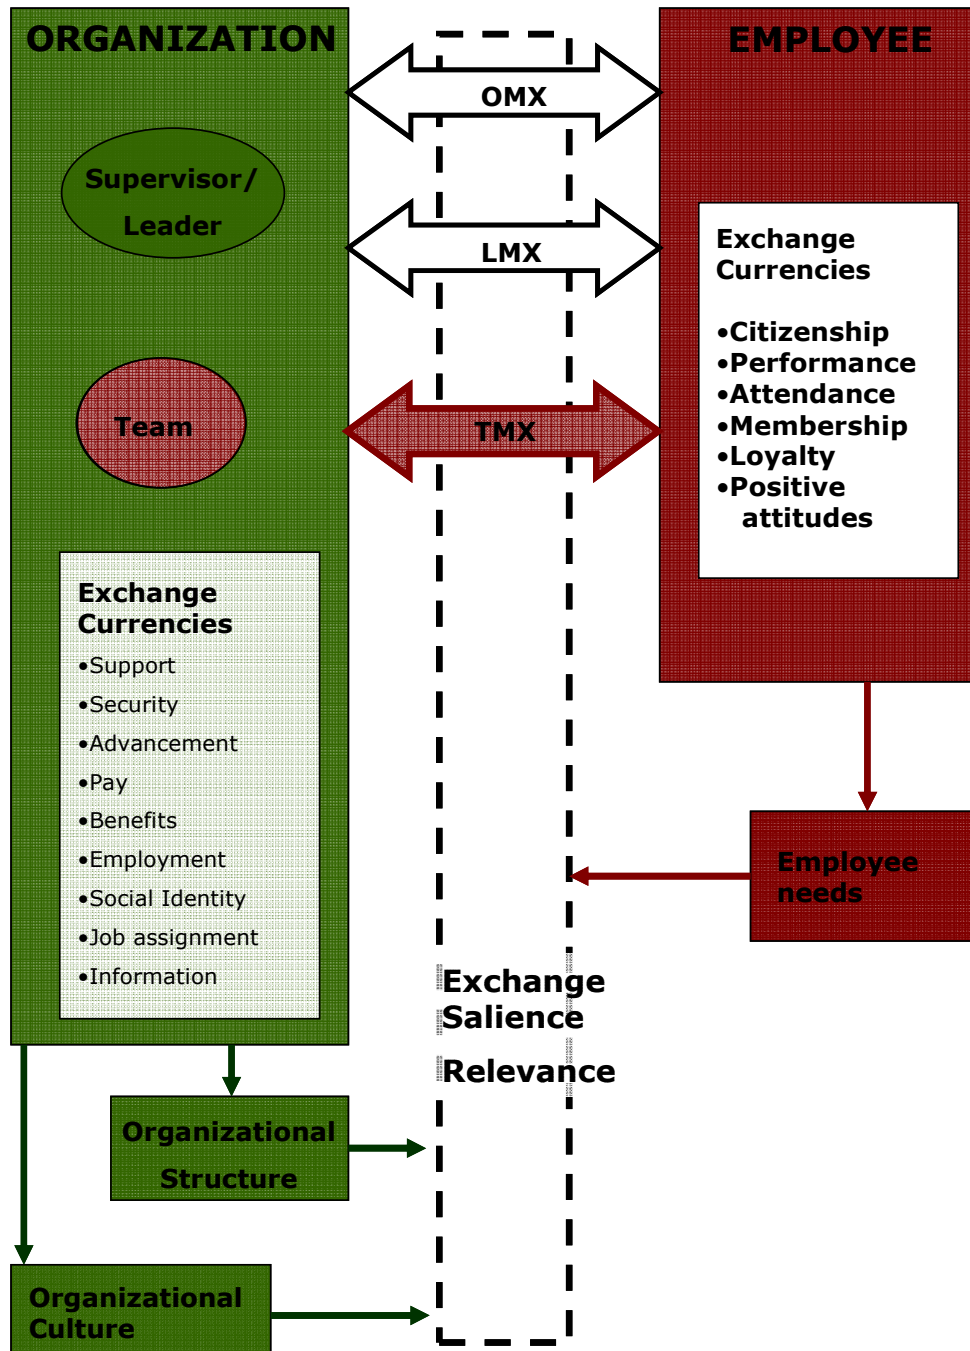 ORGANIZATION
EMPLOYEE
OMX
Supervisor/
Leader
LMX
Exchange
Currencies
•Citizenship
•Performance
•Attendance
•Membership
•Loyalty
•Positive
attitudes
Team
TMX
Exchange
Currencies
•Support
•Security
•Advancement
•Pay
•Benefits
•Employment
•Social Identity
•Job assignment
•Information
Employee
needs
Exchange
Salience
Relevance
Organizational
Structure
Organizational
Culture